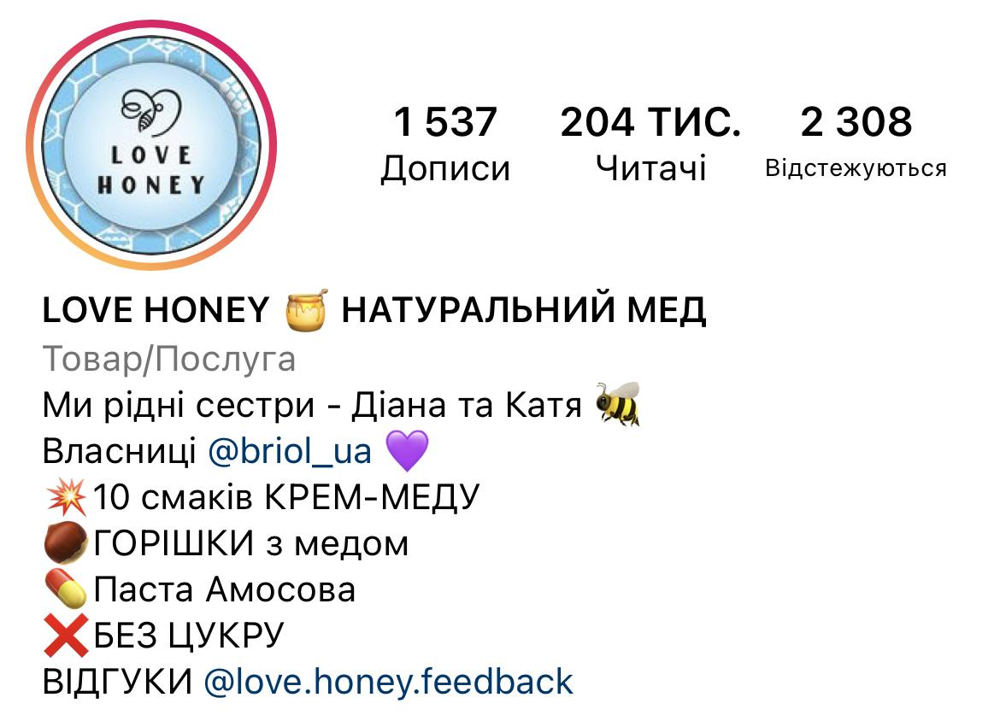 LOVE
HONEY
1 537 204 ТИС. 2 308
Дописи Читачі Відстежуються
LOVE HONEY 🍯 НАТУРАЛЬНИЙ МЕД
Товар/Послуга
Ми рідні сестри - Діана та Катя 🐝
Власниці @briol_ua 💜
💥10 смаків КРЕМ-МЕДУ
🌰ГОРІШКИ з медом
💊Паста Амосова
❌БЕЗ ЦУКРУ
ВІДГУКИ @love.honey.feedback